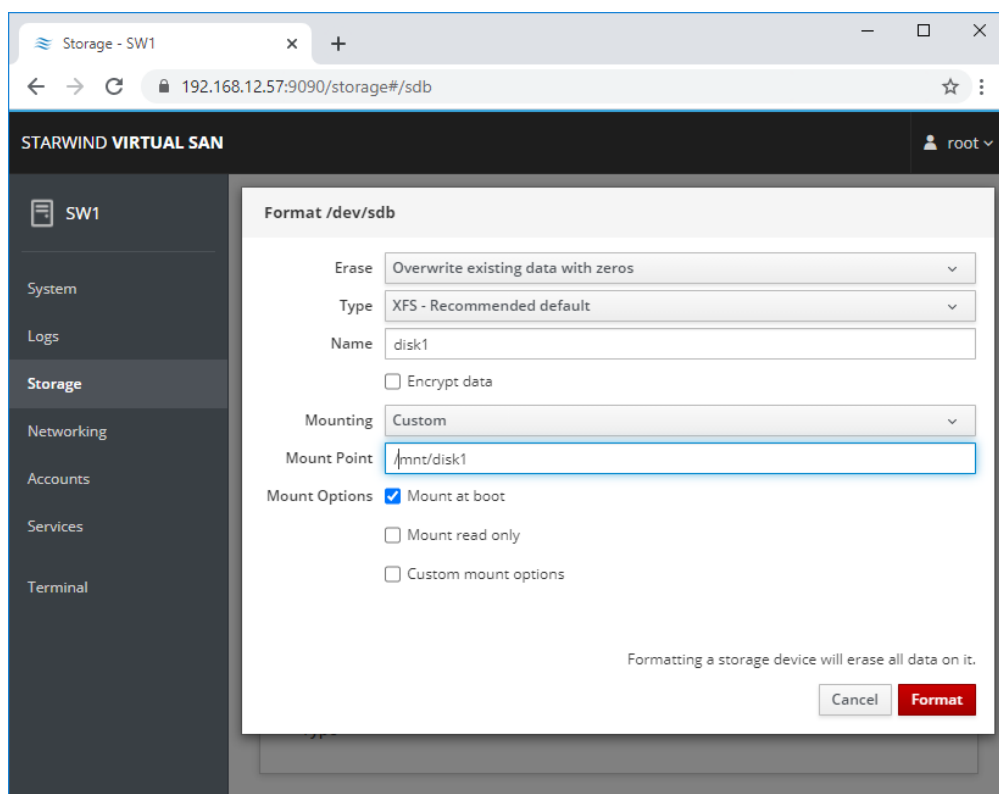 Storage - SW1
192.168.12.57:9090/storage#/sdb
STARWIND VIRTUAL SAN
root
SW1
System
Logs
Storage
Networking
Accounts
Services
Terminal
Format /dev/sdb
Erase Overwrite existing data with zeros
Type XFS - Recommended default
Name disk1
Encrypt data
Mounting Custom
Mount Point /mnt/disk1
Mount Options Mount at boot
Mount read only
Custom mount options
Formatting a storage device will erase all data on it.
Cancel Format